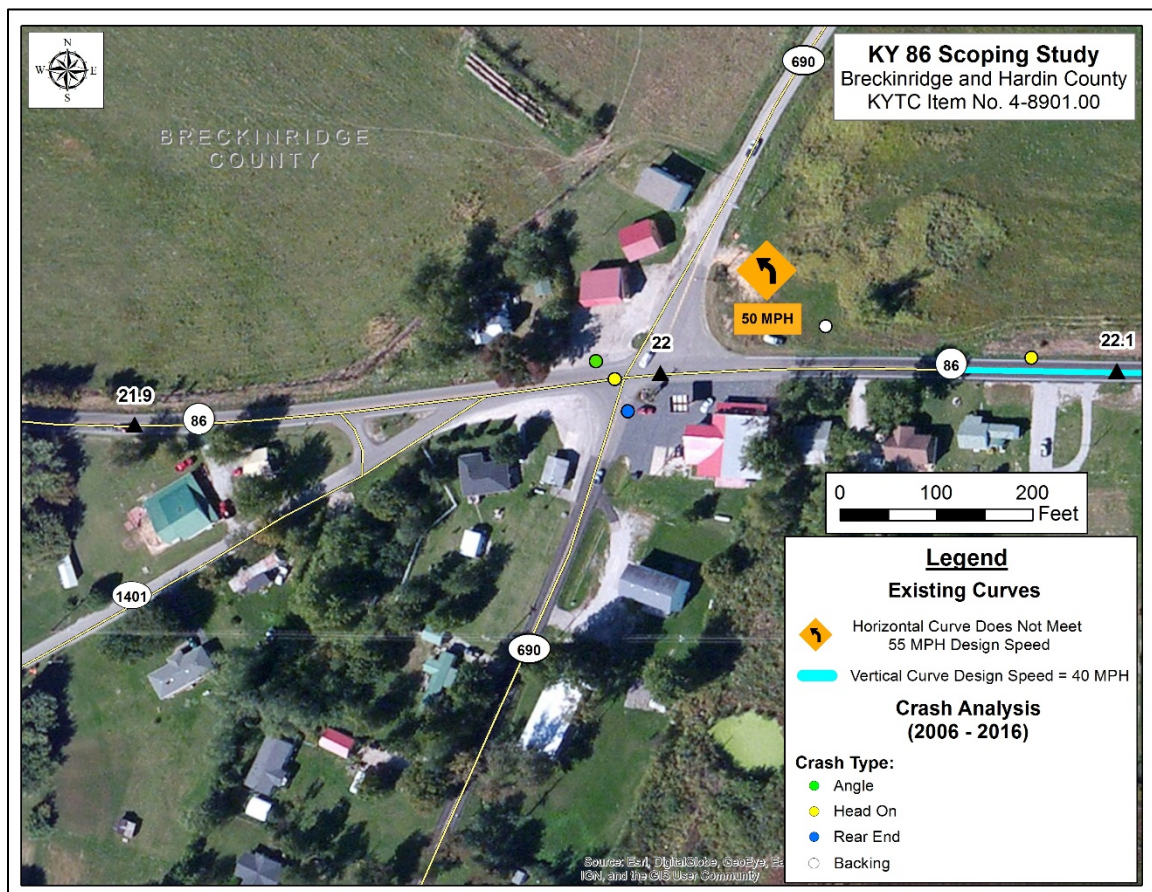 N
W E
S
690
KY 86 Scoping Study
Breckinridge and Hardin County
KYTC Item No. 4-8901.00
BRECKINRIDGE
COUNTY
50 MPH
22
22.1
21.9
86
86
0 100 200
Feet
1401
690
Legend
Existing Curves
Horizontal Curve Does Not Meet
55 MPH Design Speed
Vertical Curve Design Speed = 40 MPH
Crash Analysis
(2006 - 2016)
Crash Type:
Angle
Head On
Rear End
Backing
Source: Esri, DigitalGlobe, GeoEye,
IGN, and the GIS User Community